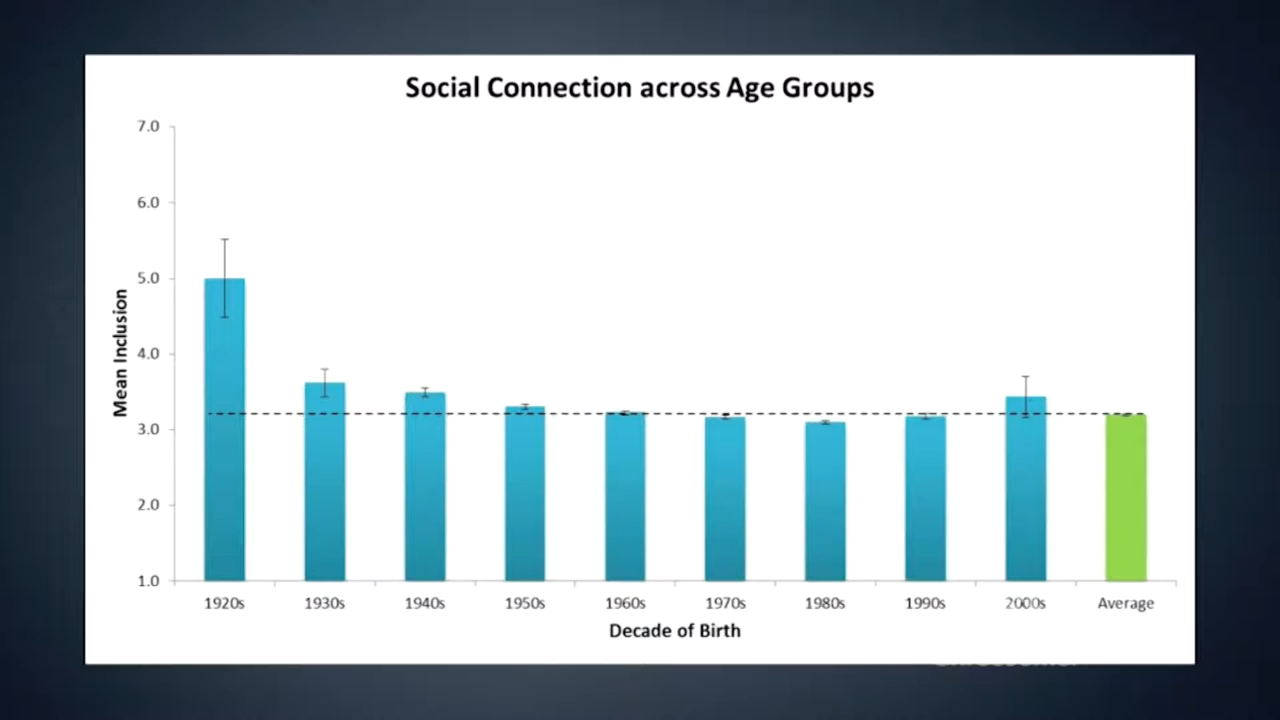 Social Connection across Age Groups
7.0
6.0
5.0
4.0
3.0
2.0
1.0
Mean Inclusion
1920s 1930s 1940s 1950s 1960s 1970s 1980s 1990s 2000s Average
Decade of Birth